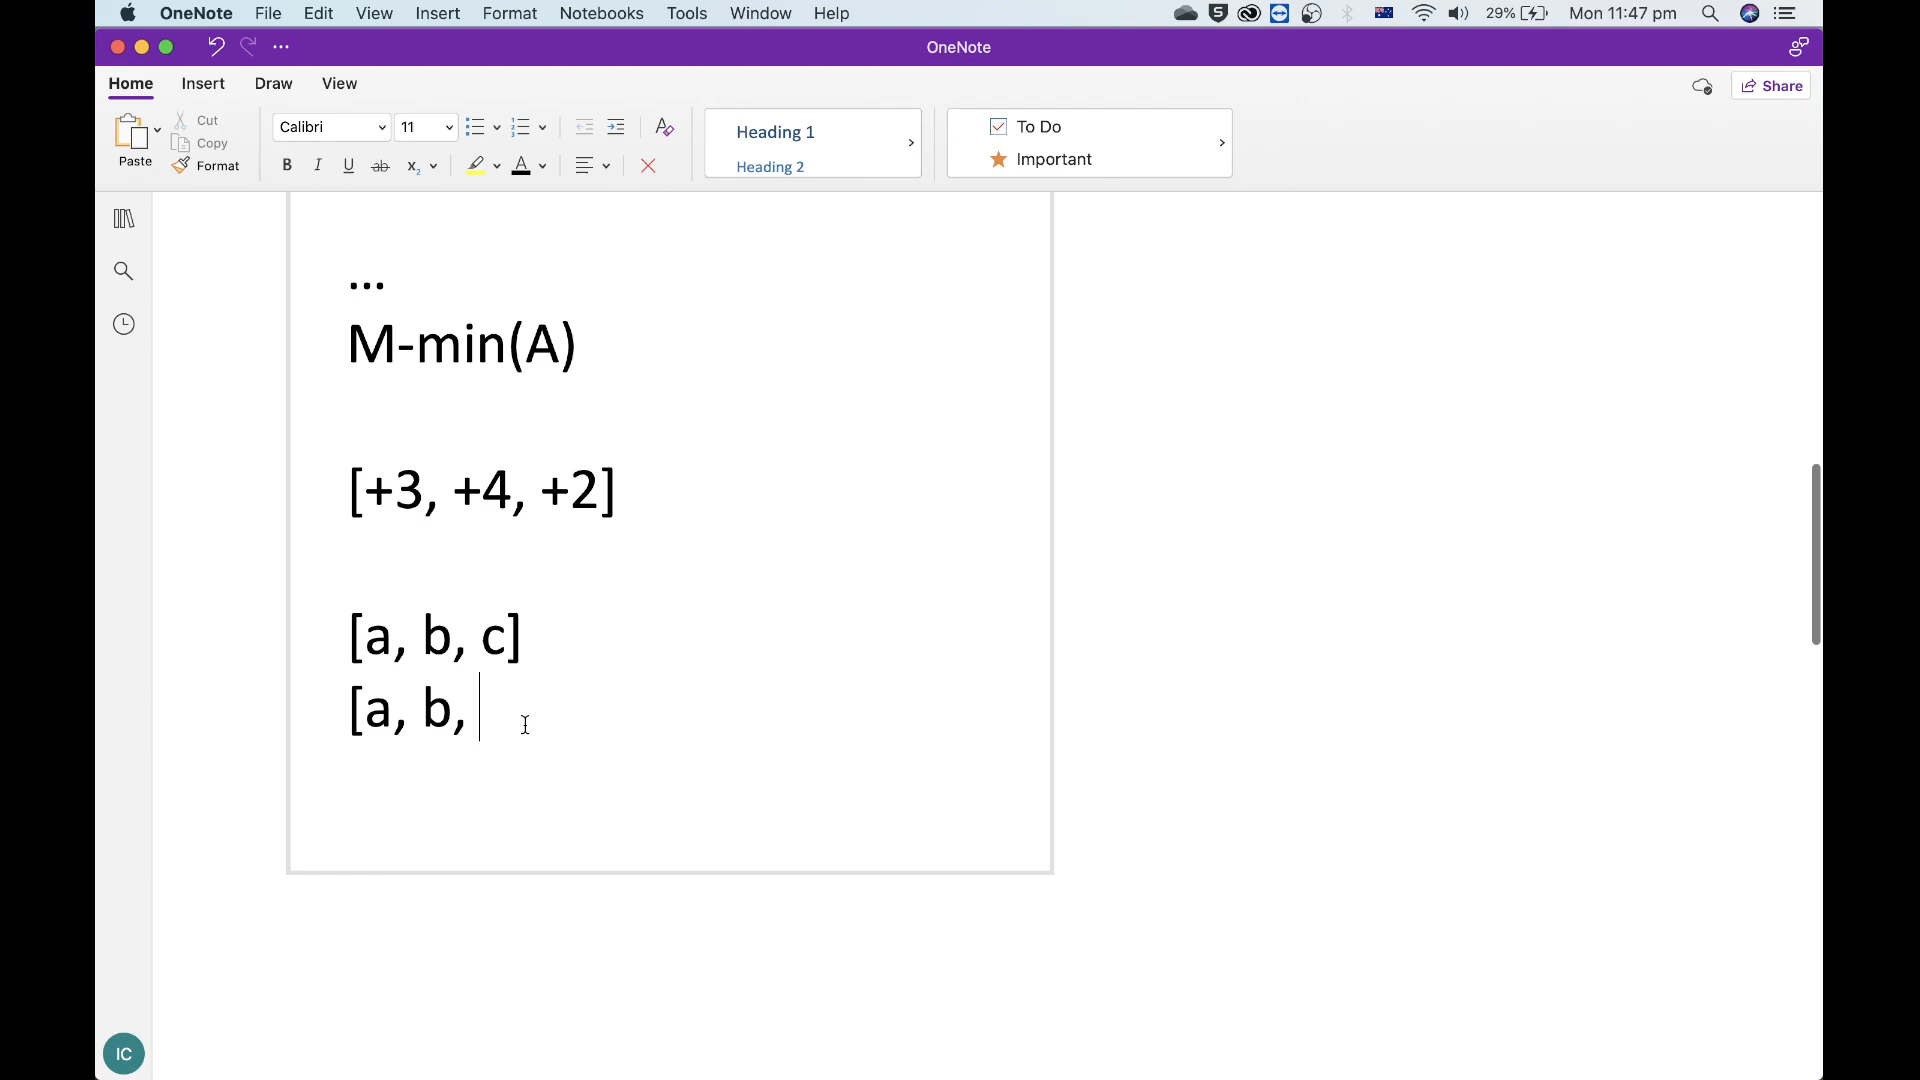 OneNote File Edit View Insert Format Notebooks Tools Window Help 29% Mon 11:47 pm
OneNote
Home Insert Draw View Share
Paste Cut Copy Format
Calibri 11
B I U ab x₂ A
Heading 1
Heading 2
To Do
Important
...
M-min(A)
[+3, +4, +2]
[a, b, c]
[a, b,
IC